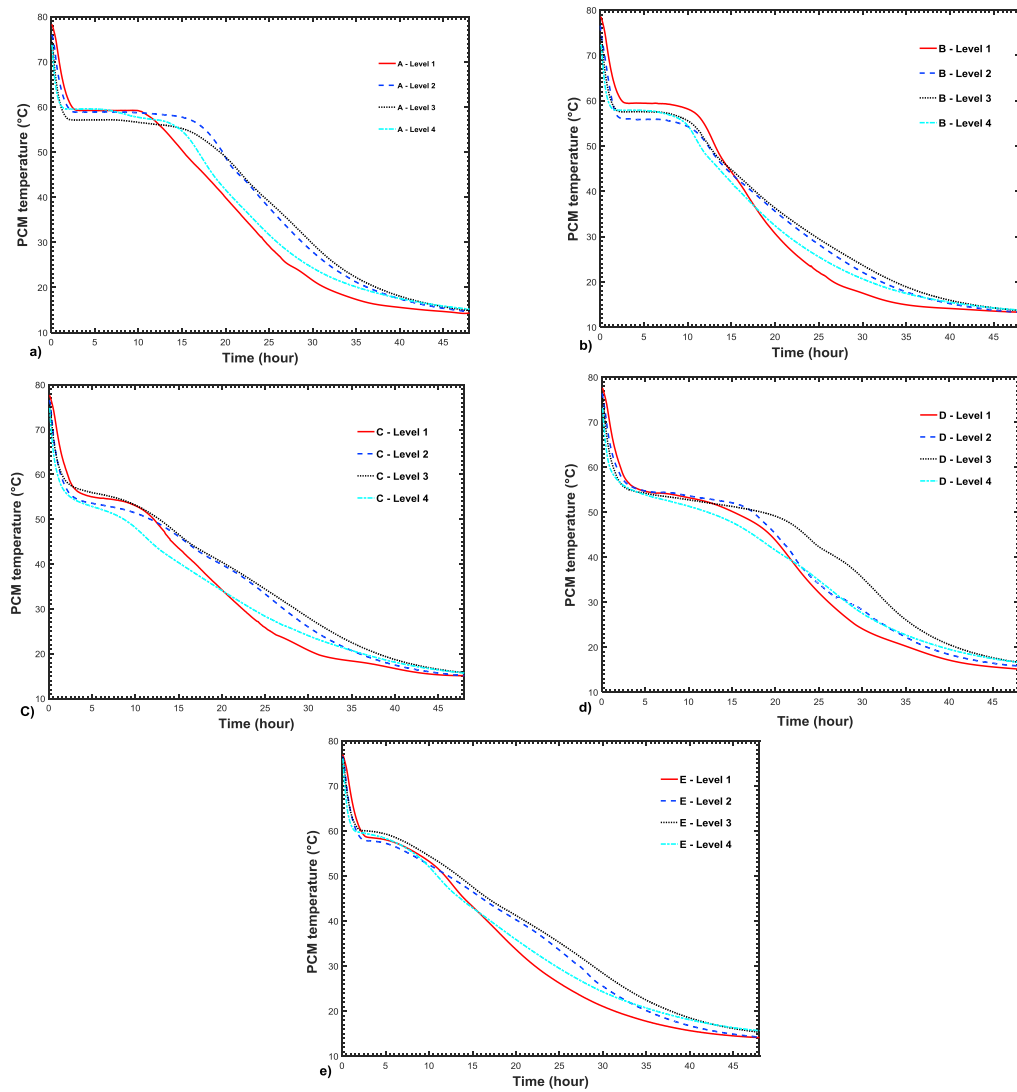 80
70
60
50
40
30
20
10
PCM temperature (°C)
A - Level 1
A - Level 2
A - Level 3
A - Level 4
0 5 10 15 20 25 30 35 40 45
Time (hour)
a)
80
70
60
50
40
30
20
10
PCM temperature (°C)
B - Level 1
B - Level 2
B - Level 3
B - Level 4
0 5 10 15 20 25 30 35 40 45
Time (hour)
b)
80
70
60
50
40
30
20
10
PCM temperature (°C)
C - Level 1
C - Level 2
C - Level 3
C - Level 4
0 5 10 15 20 25 30 35 40 45
Time (hour)
C)
80
70
60
50
40
30
20
10
PCM temperature (°C)
D - Level 1
D - Level 2
D - Level 3
D - Level 4
0 5 10 15 20 25 30 35 40 45
Time (hour)
d)
80
70
60
50
40
30
20
10
PCM temperature (°C)
E - Level 1
E - Level 2
E - Level 3
E - Level 4
0 5 10 15 20 25 30 35 40 45
Time (hour)
e)